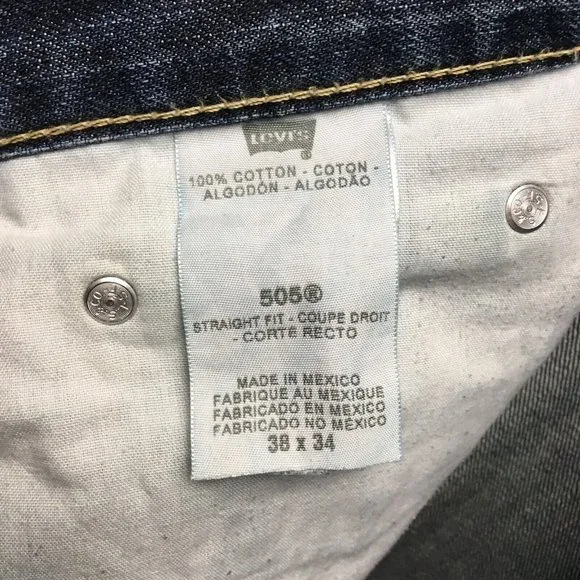 Levi's
®
100% COTTON - COTON -
ALGODÓN - ALGODÃO
505®
STRAIGHT FIT - COUPE DROIT
- CORTE RECTO
MADE IN MEXICO
FABRIQUE AU MEXIQUE
FABRICADO EN MEXICO
FABRICADO NO MÉXICO
38 x 34